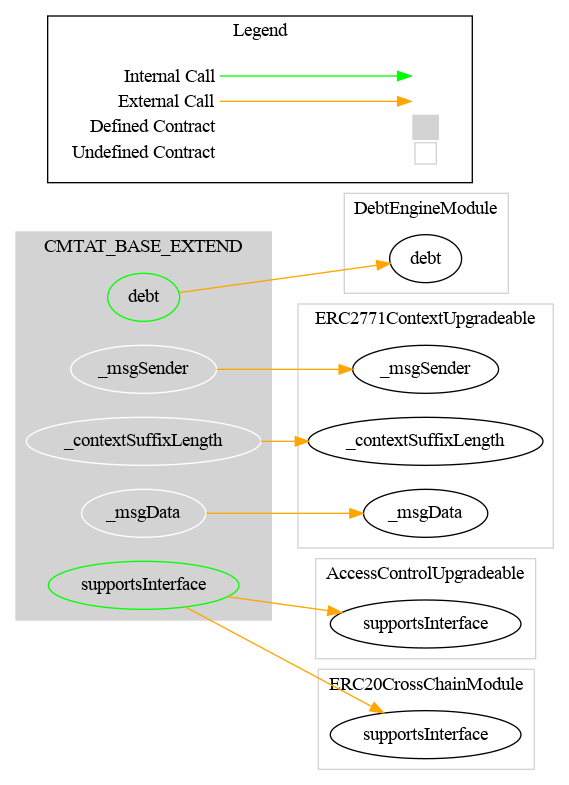 Legend
Internal Call
External Call
Defined Contract
Undefined Contract
CMTAT_BASE_EXTEND
debt
_msgSender
_contextSuffixLength
_msgData
supportsInterface
DebtEngineModule
debt
ERC2771ContextUpgradeable
_msgSender
_contextSuffixLength
_msgData
AccessControlUpgradeable
supportsInterface
ERC20CrossChainModule
supportsInterface